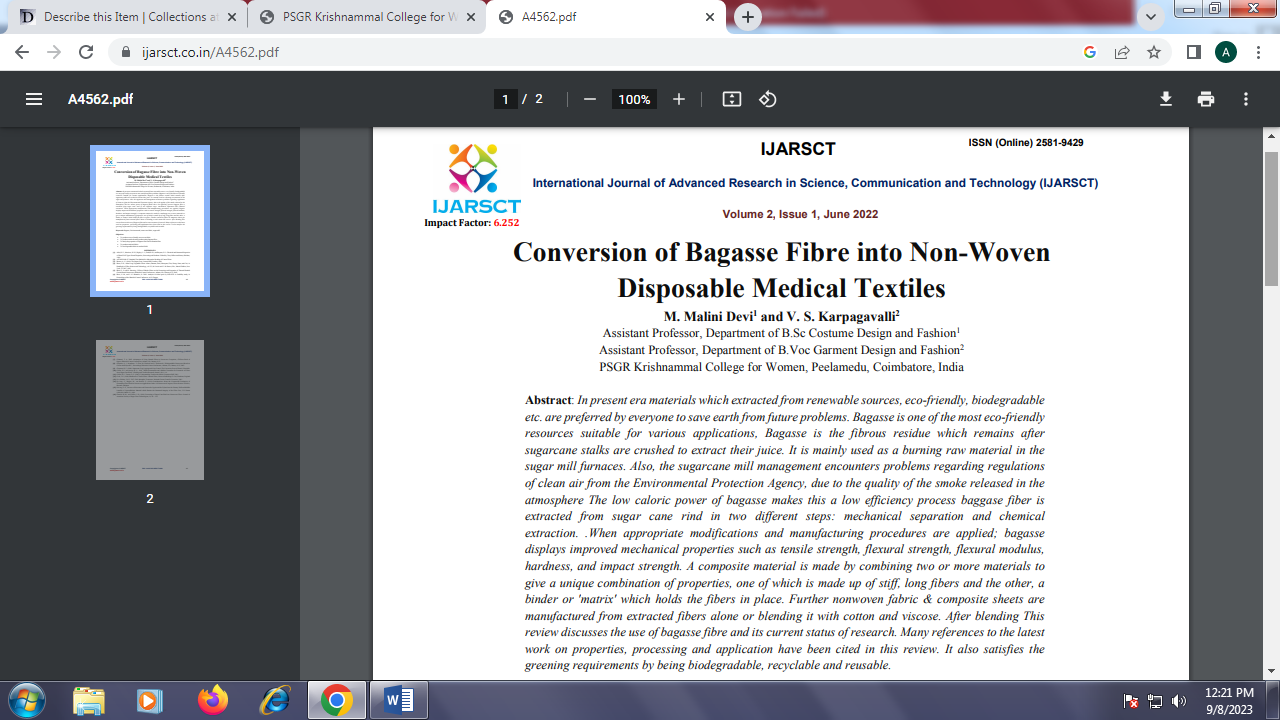 Describe this Item | Collections at
PSGR Krishnammal College for W
A4562.pdf
ijarsct.co.in/A4562.pdf
A
A4562.pdf
1 / 2
100%
1
2
IJARSCT
ISSN (Online) 2581-9429
International Journal of Advanced Research in Science, Communication and Technology (IJARSCT)
IJARSCT
Volume 2, Issue 1, June 2022
Impact Factor: 6.252
Conversion of Bagasse Fibre into Non-Woven
Disposable Medical Textiles
M. Malini Devi¹ and V. S. Karpagavalli²
Assistant Professor, Department of B.Sc Costume Design and Fashion¹
Assistant Professor, Department of B.Voc Garment Design and Fashion²
PSGR Krishnammal College for Women, Peelamedu, Coimbatore, India
Abstract: In present era materials which extracted from renewable sources, eco-friendly, biodegradable
etc. are preferred by everyone to save earth from future problems. Bagasse is one of the most eco-friendly
resources suitable for various applications, Bagasse is the fibrous residue which remains after
sugarcane stalks are crushed to extract their juice. It is mainly used as a burning raw material in the
sugar mill furnaces. Also, the sugarcane mill management encounters problems regarding regulations
of clean air from the Environmental Protection Agency, due to the quality of the smoke released in the
atmosphere The low caloric power of bagasse makes this a low efficiency process baggase fiber is
extracted from sugar cane rind in two different steps: mechanical separation and chemical
extraction. .When appropriate modifications and manufacturing procedures are applied; bagasse
displays improved mechanical properties such as tensile strength, flexural strength, flexural modulus,
hardness, and impact strength. A composite material is made by combining two or more materials to
give a unique combination of properties, one of which is made up of stiff, long fibers and the other, a
binder or 'matrix' which holds the fibers in place. Further nonwoven fabric & composite sheets are
manufactured from extracted fibers alone or blending it with cotton and viscose. After blending This
review discusses the use of bagasse fibre and its current status of research. Many references to the latest
work on properties, processing and application have been cited in this review. It also satisfies the
greening requirements by being biodegradable, recyclable and reusable.
12:21 PM
9/8/2023